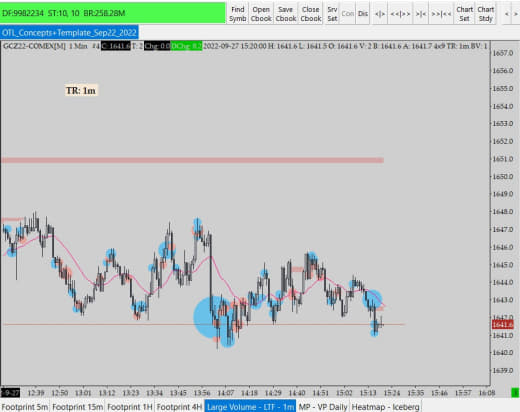 DF:9982234 ST:10, 10 BR:258.28M
Find Symb Open Cbook Save Cbook Close Cbook Srv Set Con Dis <|> <<|>> >|< >>|<< Chart Set Chart Stdy < >
OTL_Concepts+Template_Sep22_2022
GCZ22-COMEX[M] 1 Min #4 C: 1641.6 T: 2 Chg: 0.0 DChg: 8.2 2022-09-27 15:20:00 H: 1641.6 L: 1641.5 O: 1641.6 V: 2 B: 1641.6 A: 1641.7 4x9 TR: 1m BV: 1
TR: 1m
1657.0
1656.0
1655.0
1654.0
1653.0
1652.0
1651.0
1650.0
1649.0
1648.0
1647.0
1646.0
1645.0
1644.0
1643.0
1642.0
1641.6
1641.0
1640.0
1639.0
9-27 12:39 12:50 13:01 13:12 13:23 13:34 13:45 13:56 14:07 14:18 14:29 14:40 14:51 15:02 15:13 15:24 15:35 15:46 15:57 16:08
Footprint 5m Footprint 15m Footprint 1H Footprint 4H Large Volume - LTF - 1m MP - VP Daily Heatmap - Iceberg